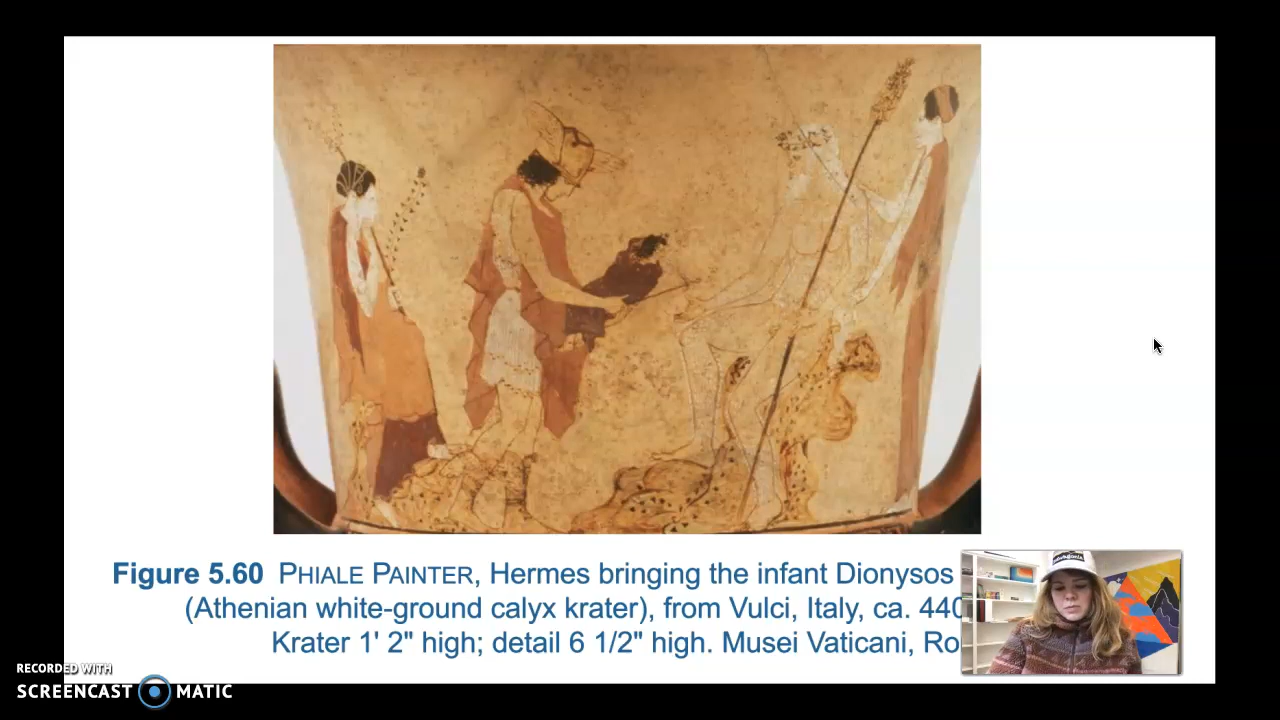 Figure 5.60 PHIALE PAINTER, Hermes bringing the infant Dionysos
(Athenian white-ground calyx krater), from Vulci, Italy, ca. 440
Krater 1' 2" high; detail 6 1/2" high. Musei Vaticani, Ro
RECORDED WITH
SCREENCAST MATIC